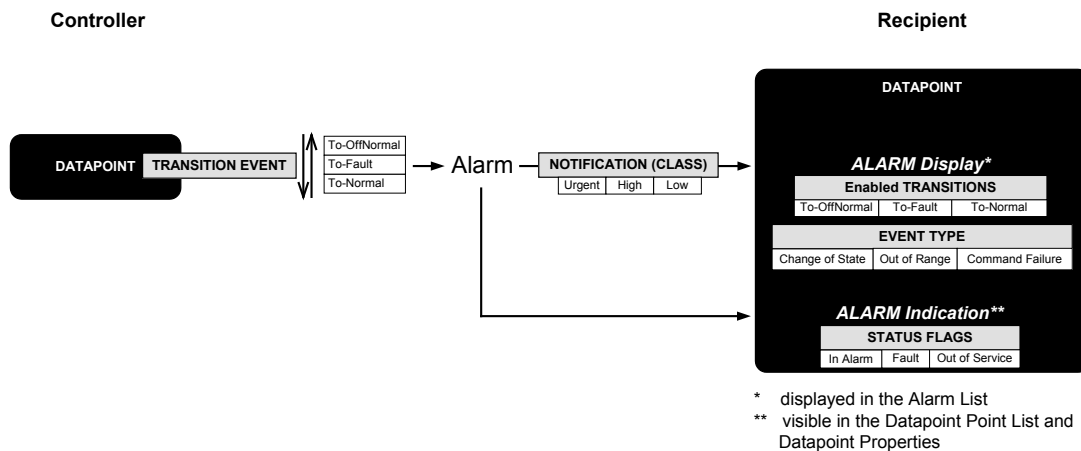 Controller
Recipient
DATAPOINT
DATAPOINT
TRANSITION EVENT
To-OffNormal
To-Fault
To-Normal
Alarm
NOTIFICATION (CLASS)
Urgent High Low
ALARM Display*
Enabled TRANSITIONS
To-OffNormal To-Fault To-Normal
EVENT TYPE
Change of State Out of Range Command Failure
ALARM Indication**
STATUS FLAGS
In Alarm Fault Out of Service
* displayed in the Alarm List
** visible in the Datapoint Point List and
Datapoint Properties